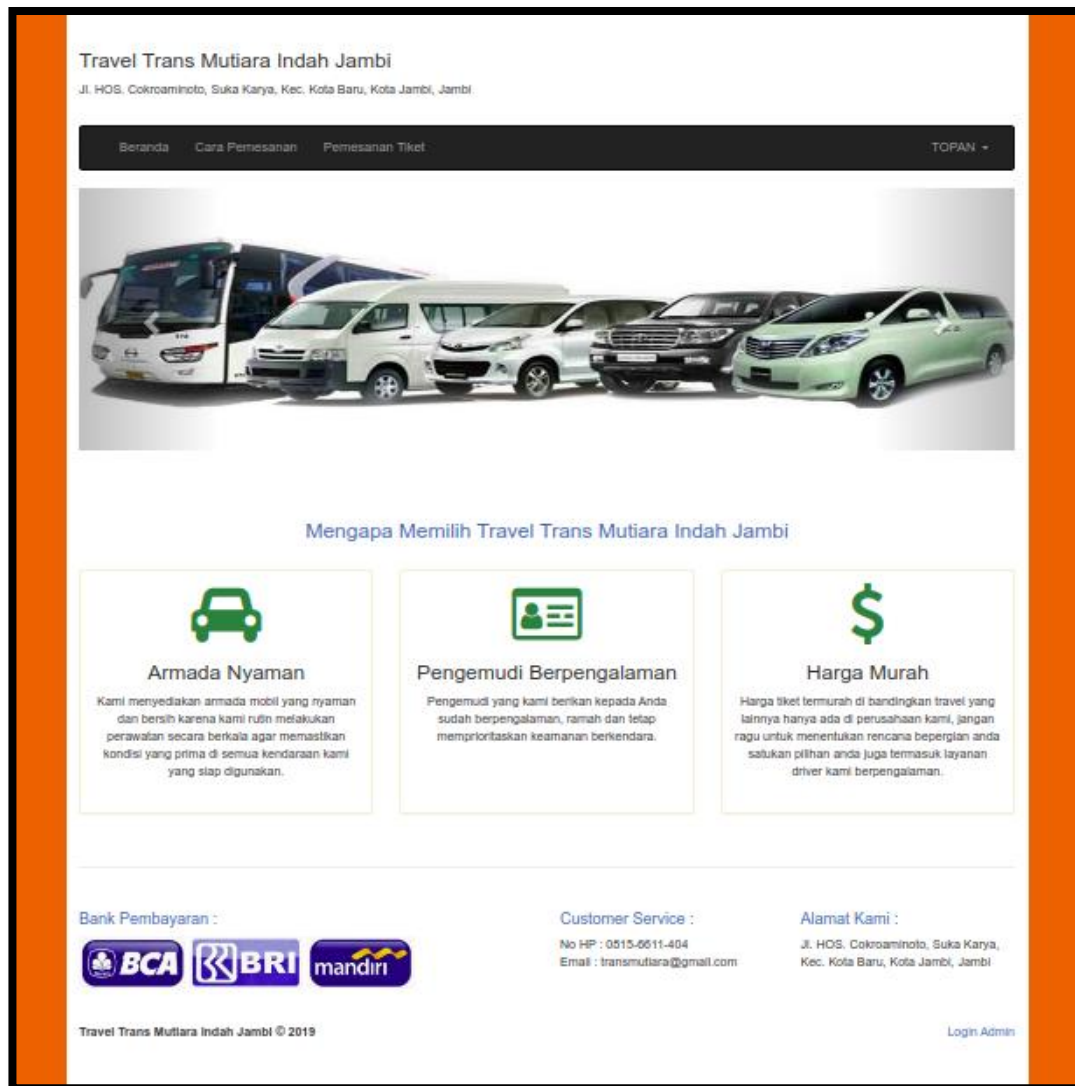 Travel Trans Mutiara Indah Jambi
Jl. HOS. Cokroaminoto, Suka Karya, Kec. Kota Baru, Kota Jambi, Jambi
Beranda Cara Pemesanan Pemesanan Tiket TOPAN
Mengapa Memilih Travel Trans Mutiara Indah Jambi
Armada Nyaman
Kami menyediakan armada mobil yang nyaman
dan bersih karena kami rutin melakukan
perawatan secara berkala agar memastikan
kondisi yang prima di semua kendaraan kami
yang siap digunakan.
Pengemudi Berpengalaman
Pengemudi yang kami berikan kepada Anda
sudah berpengalaman, ramah dan tetap
memprioritaskan keamanan berkendara.
$
Harga Murah
Harga tiket termurah di bandingkan travel yang
lainnya hanya ada di perusahaan kami, jangan
ragu untuk menentukan rencana bepergian anda
satukan pilihan anda juga termasuk layanan
driver kami berpengalaman.
Bank Pembayaran :
BCA BRI mandiri
Customer Service :
No HP : 0515-6611-404
Email : transmutiara@gmail.com
Alamat Kami :
Jl. HOS. Cokroaminoto, Suka Karya,
Kec. Kota Baru, Kota Jambi, Jambi
Travel Trans Mutiara Indah Jambi © 2019
Login Admin